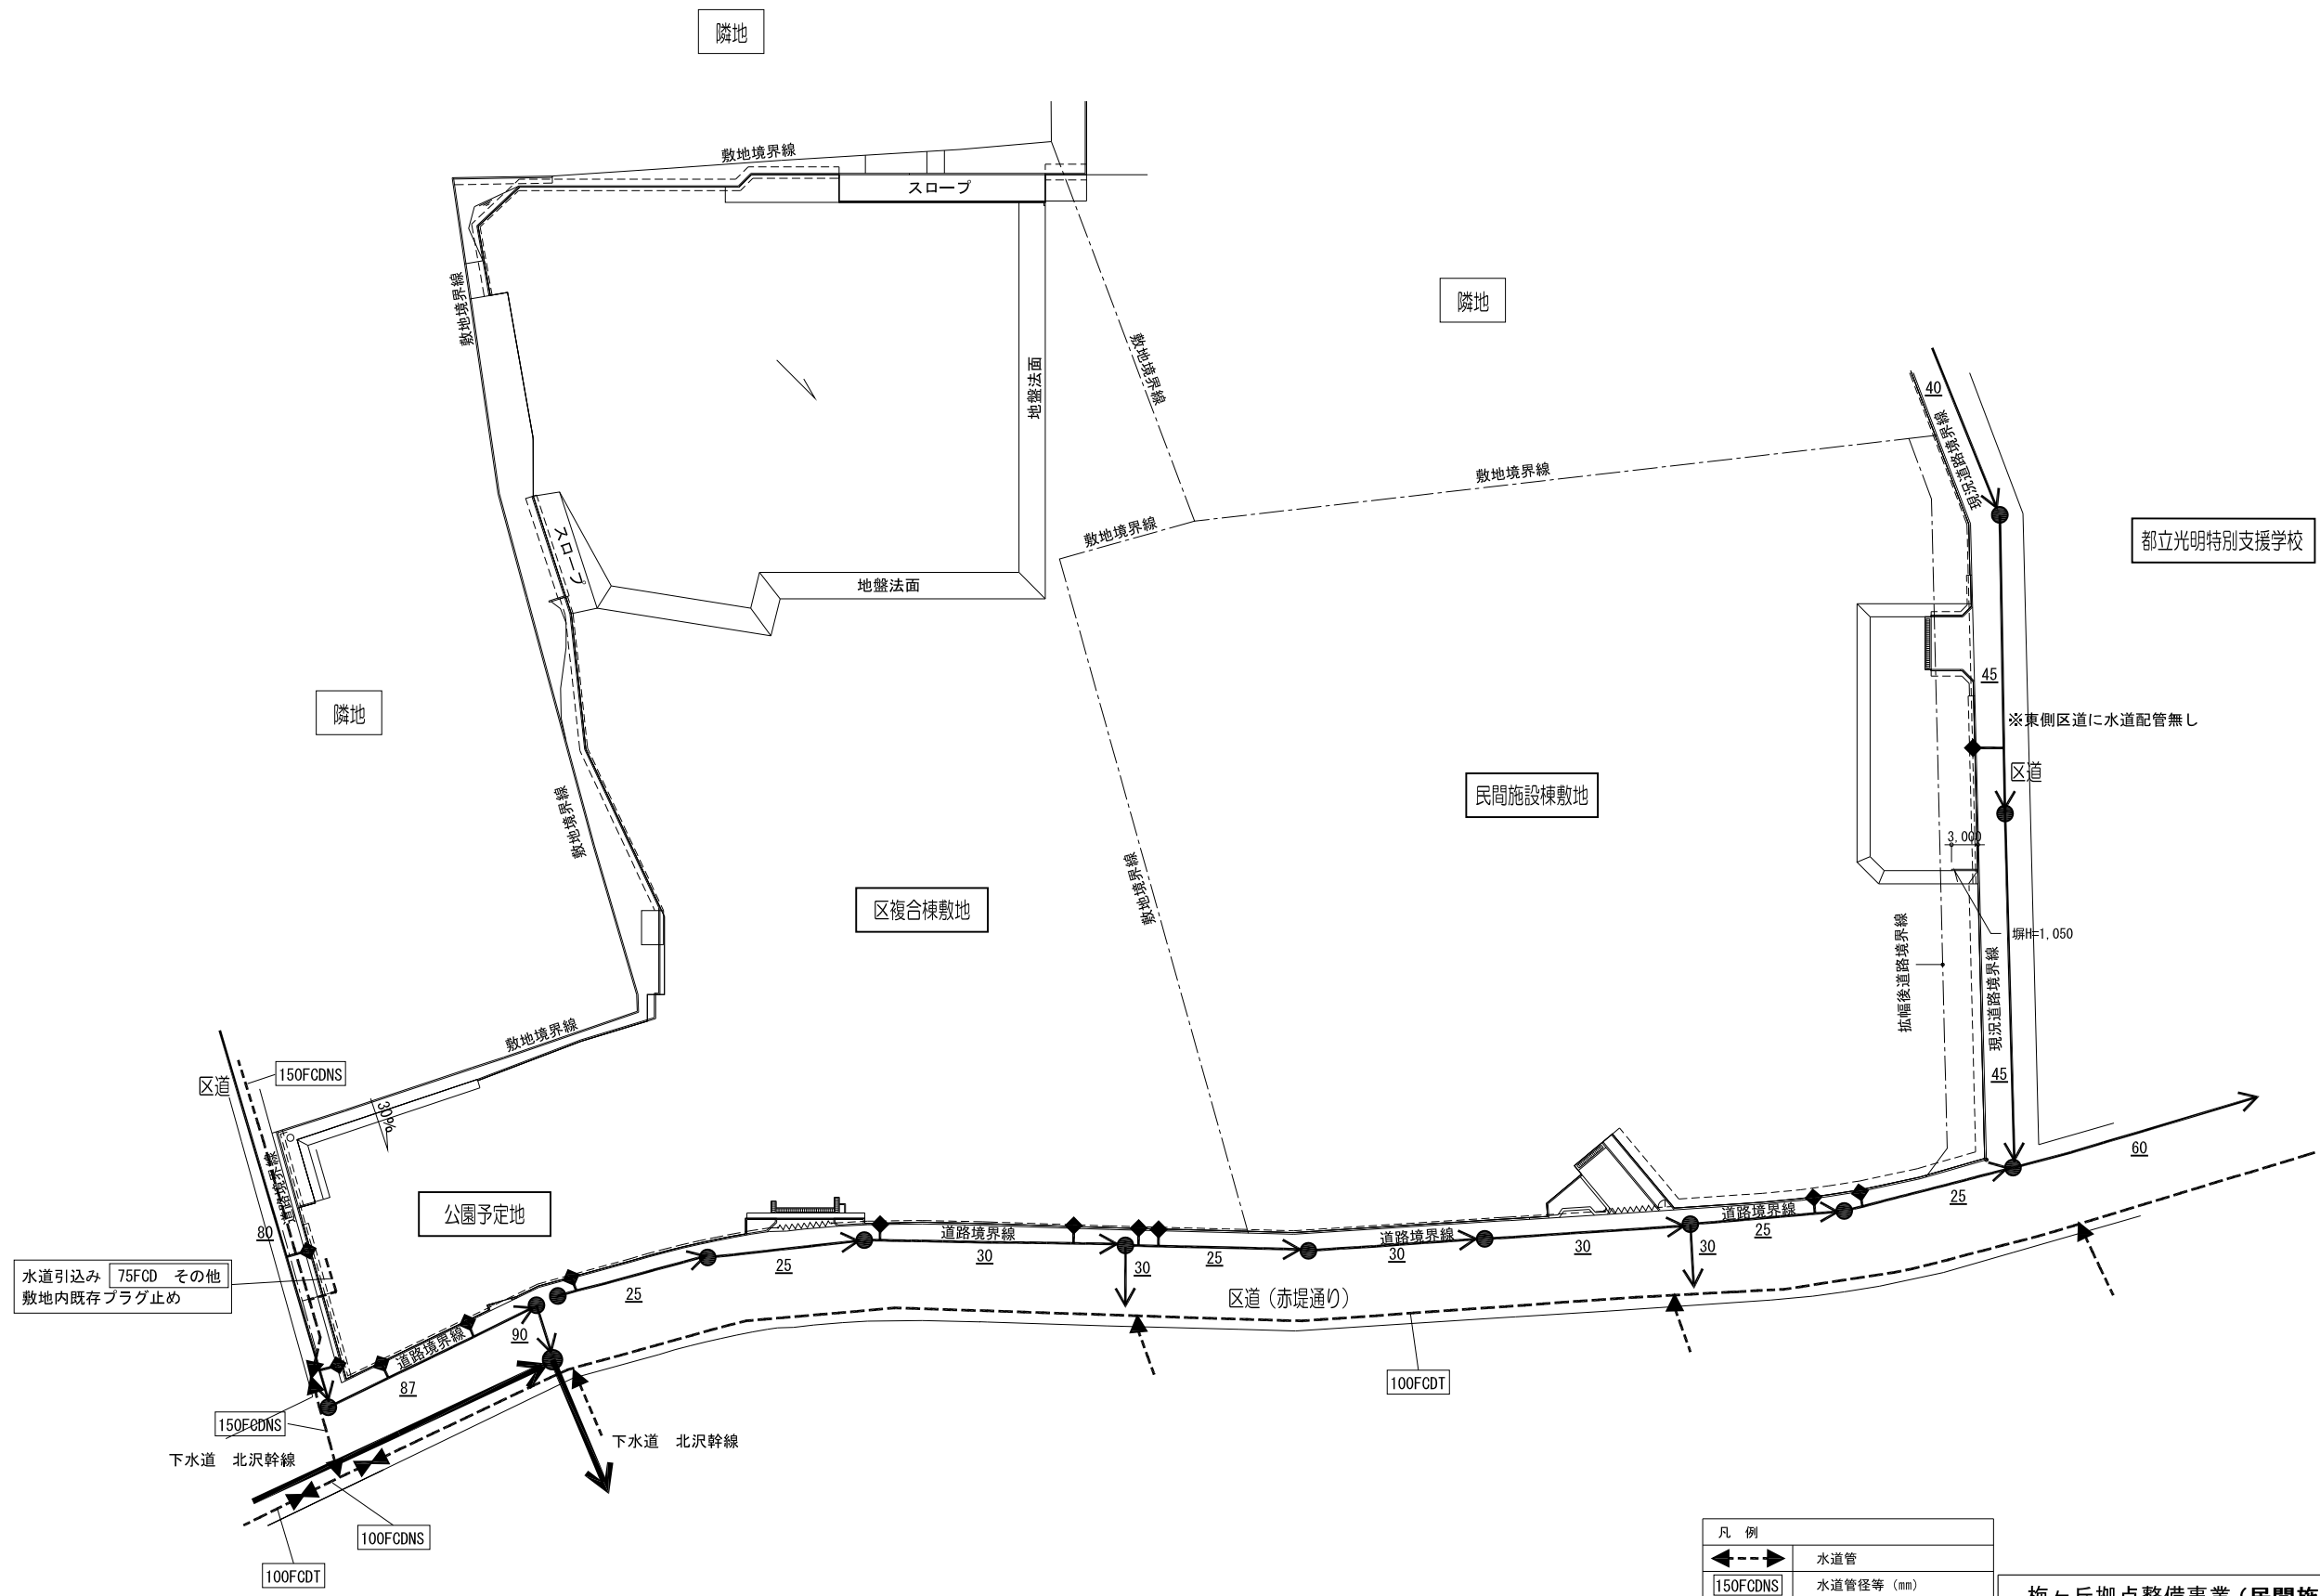 隣地
敷地境界線
スロープ
敷地境界線
地盤法面
敷地境界線
隣地
40
現況道路境界線
敷地境界線
敷地境界線
都立光明特別支援学校
スロープ
地盤法面
隣地
45
※東側区道に水道配管無し
区道
敷地境界線
民間施設棟敷地
3,000
敷地境界線
区複合棟敷地
拡幅後道路境界線
塀H=1,050
現況道路境界線
敷地境界線
150FCDNS
区道
45
30%
60
道路境界線
公園予定地
80
道路境界線
道路境界線
道路境界線
25
25
30
30
25
30
30
30
25
水道引込み 75FCD その他
敷地内既存プラグ止め
25
区道（赤堤通り）
90
道路境界線
87
100FCDT
150FCDNS
下水道 北沢幹線
下水道 北沢幹線
100FCDNS
100FCDT
凡 例
水道管
150FCDNS 水道管径等（mm）